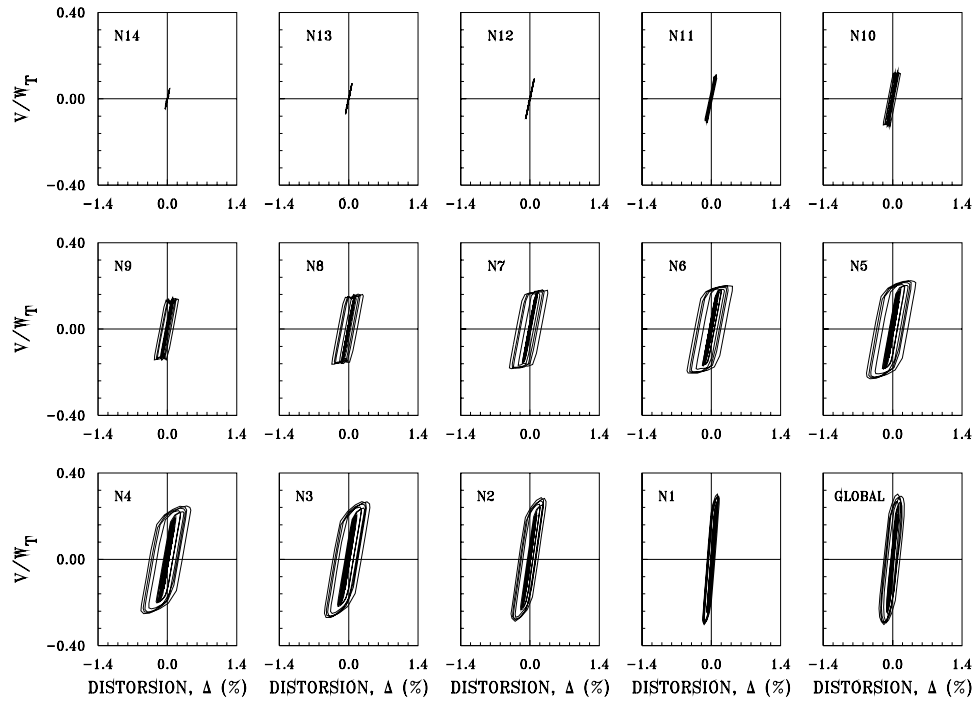 0.40
N14 N13 N12 N11 N10
V/W_T 0.00
−0.40
−1.4 0.0 1.4 −1.4 0.0 1.4 −1.4 0.0 1.4 −1.4 0.0 1.4 −1.4 0.0 1.4
0.40
N9 N8 N7 N6 N5
V/W_T 0.00
−0.40
−1.4 0.0 1.4 −1.4 0.0 1.4 −1.4 0.0 1.4 −1.4 0.0 1.4 −1.4 0.0 1.4
0.40
N4 N3 N2 N1 GLOBAL
V/W_T 0.00
−0.40
−1.4 0.0 1.4 −1.4 0.0 1.4 −1.4 0.0 1.4 −1.4 0.0 1.4 −1.4 0.0 1.4
DISTORSION, Δ (%) DISTORSION, Δ (%) DISTORSION, Δ (%) DISTORSION, Δ (%) DISTORSION, Δ (%)